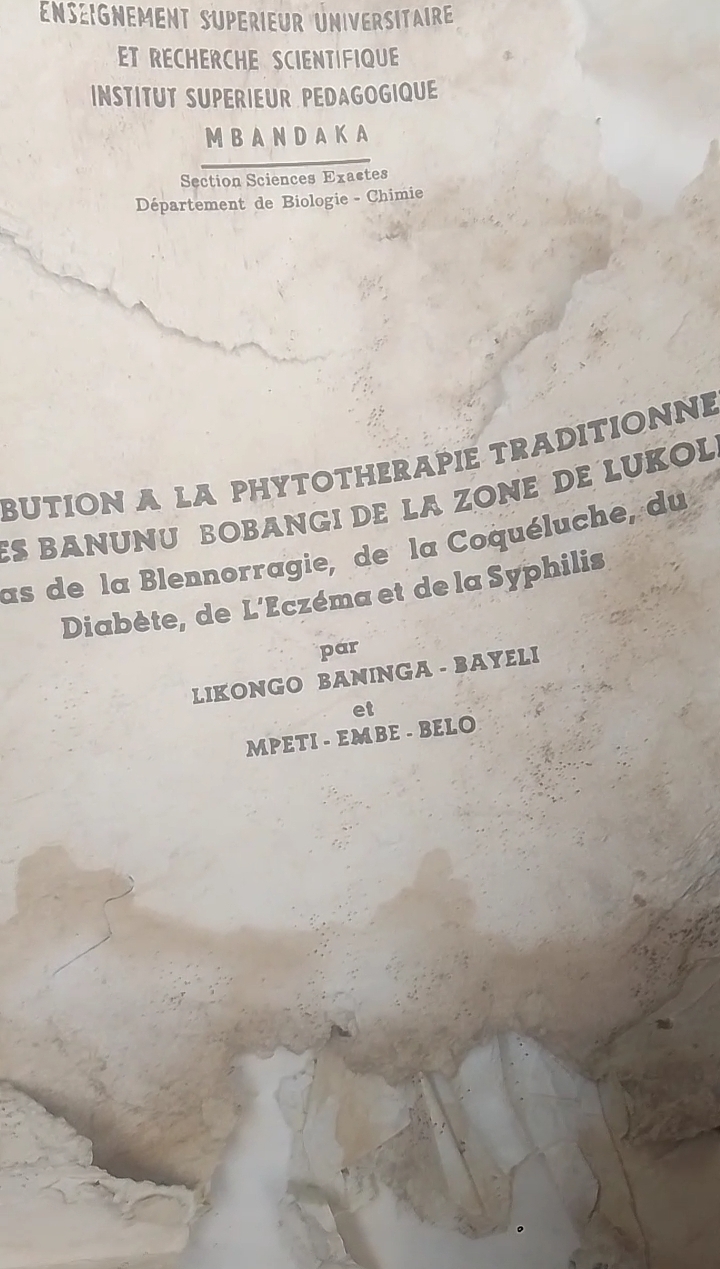 ENSEIGNEMENT SUPERIEUR UNIVERSITAIRE
ET RECHERCHE SCIENTIFIQUE
INSTITUT SUPERIEUR PEDAGOGIQUE
MBANDAKA
Section Sciences Exactes
Département de Biologie - Chimie
BUTION A LA PHYTOTHERAPIE TRADITIONNE
ES BANUNU BOBANGI DE LA ZONE DE LUKOL
as de la Blennorragie, de la Coquéluche, du
Diabète, de L'Eczéma et de la Syphilis
par
LIKONGO BANINGA - BAYELI
et
MPETI - EMBE - BELO